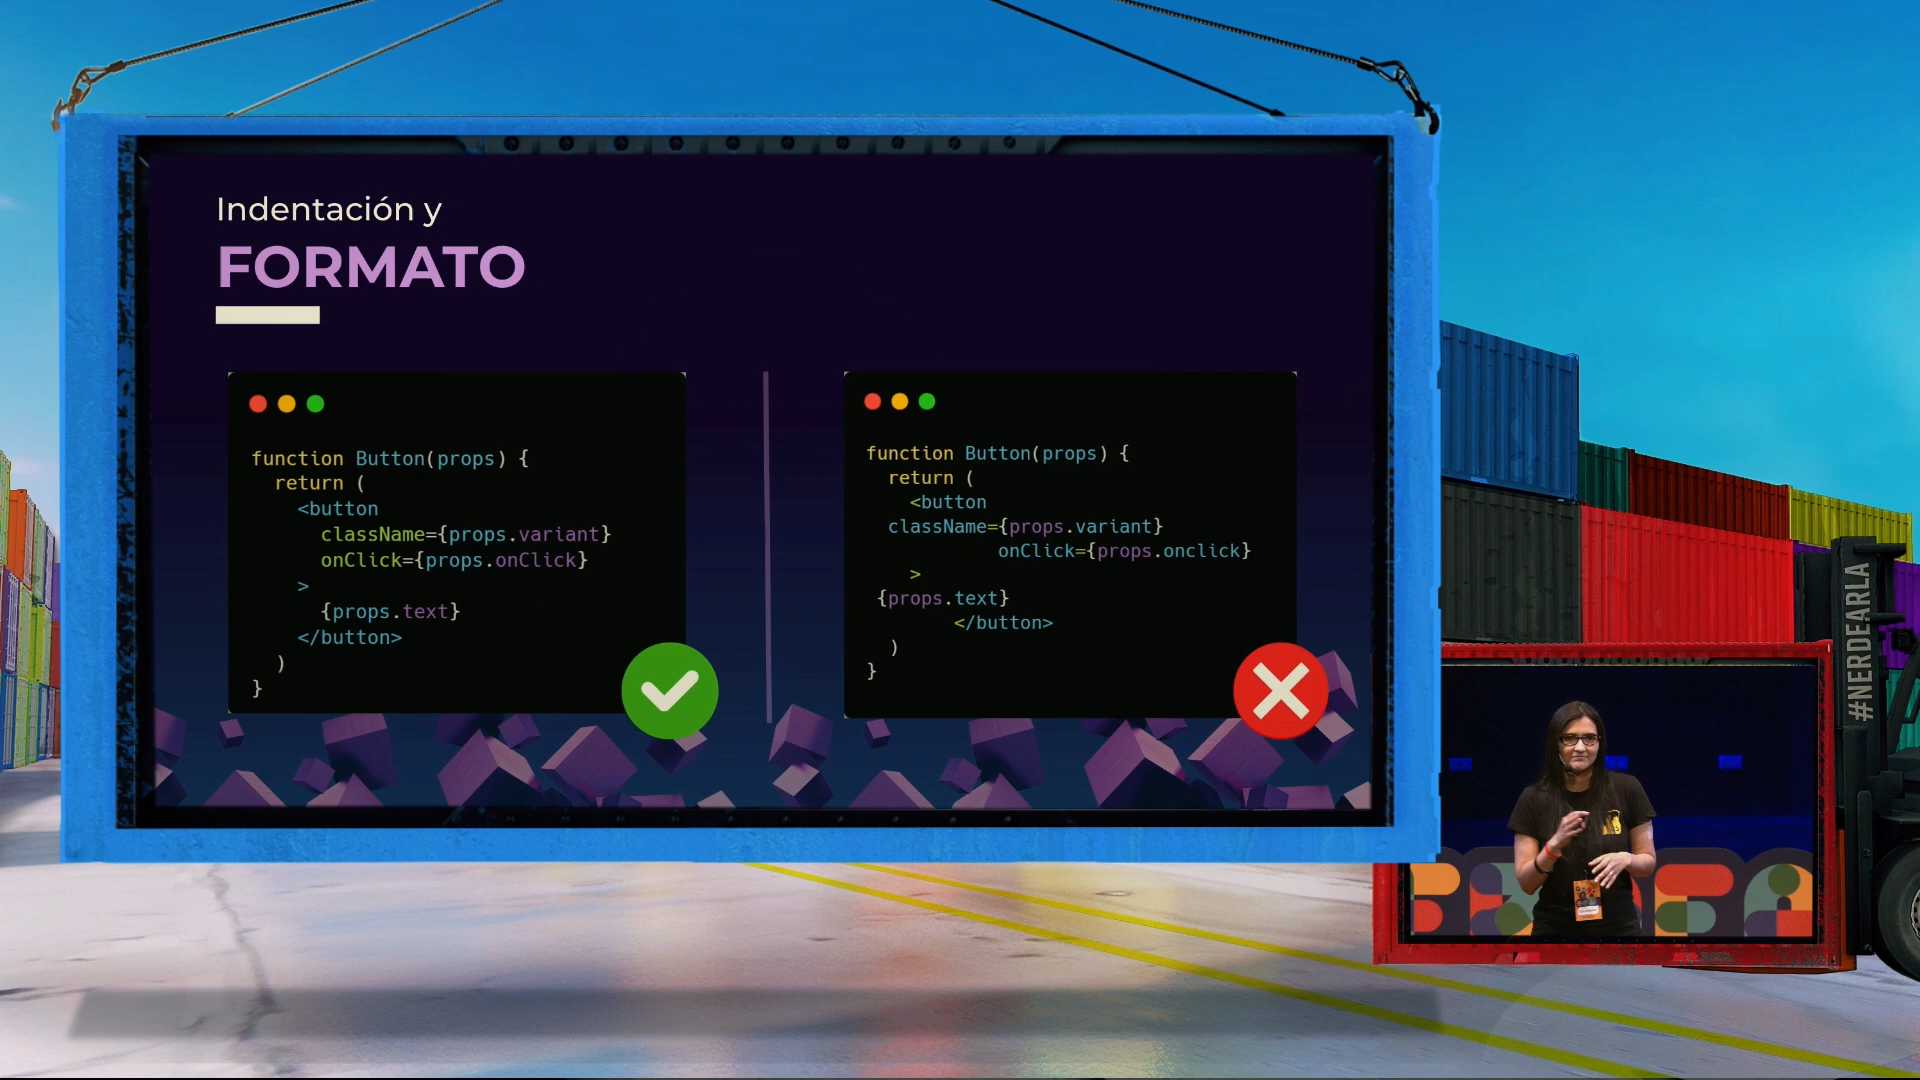 Indentación y
FORMATO
function Button(props) {
  return (
    <button
      className={props.variant}
      onClick={props.onClick}
    >
      {props.text}
    </button>
  )
}
function Button(props) {
  return (
    <button
  className={props.variant}
            onClick={props.onclick}
    >
 {props.text}
        </button>
  )
}
#NERDEARLA